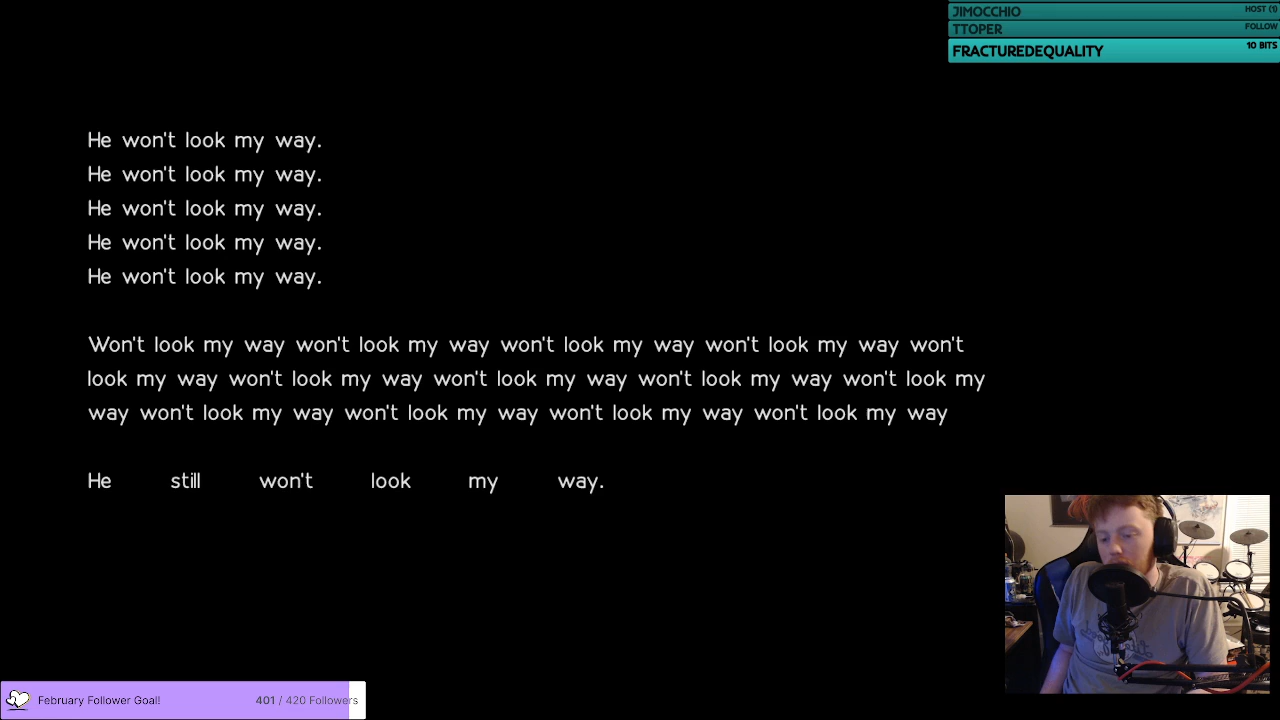 JIMOCCHIO HOST (1)
TTOPER FOLLOW
FRACTUREDEQUALITY 10 BITS
He won't look my way.
He won't look my way.
He won't look my way.
He won't look my way.
He won't look my way.
Won't look my way won't look my way won't look my way won't look my way won't
look my way won't look my way won't look my way won't look my way won't look my
way won't look my way won't look my way won't look my way won't look my way
He still won't look my way.
February Follower Goal! 401 / 420 Followers